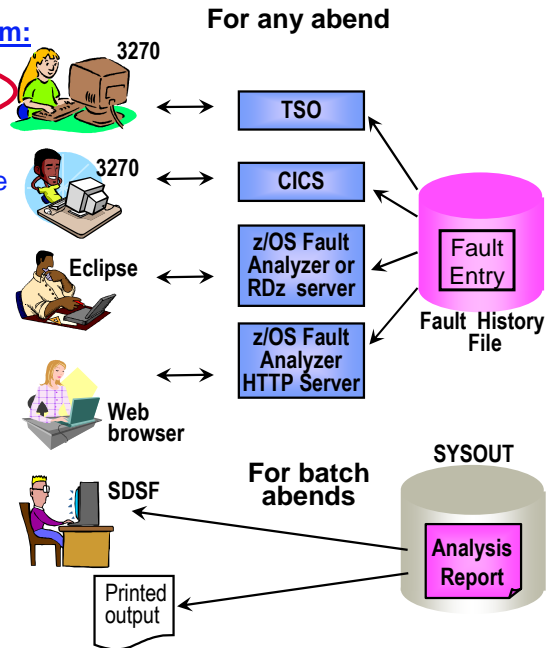 For any abend
m:
3270
TSO
3270
e
CICS
Eclipse
z/OS Fault
Analyzer or
RDz server
Fault
Entry
Fault History
File
z/OS Fault
Analyzer
HTTP Server
Web
browser
SYSOUT
For batch
abends
SDSF
Analysis
Report
Printed
output